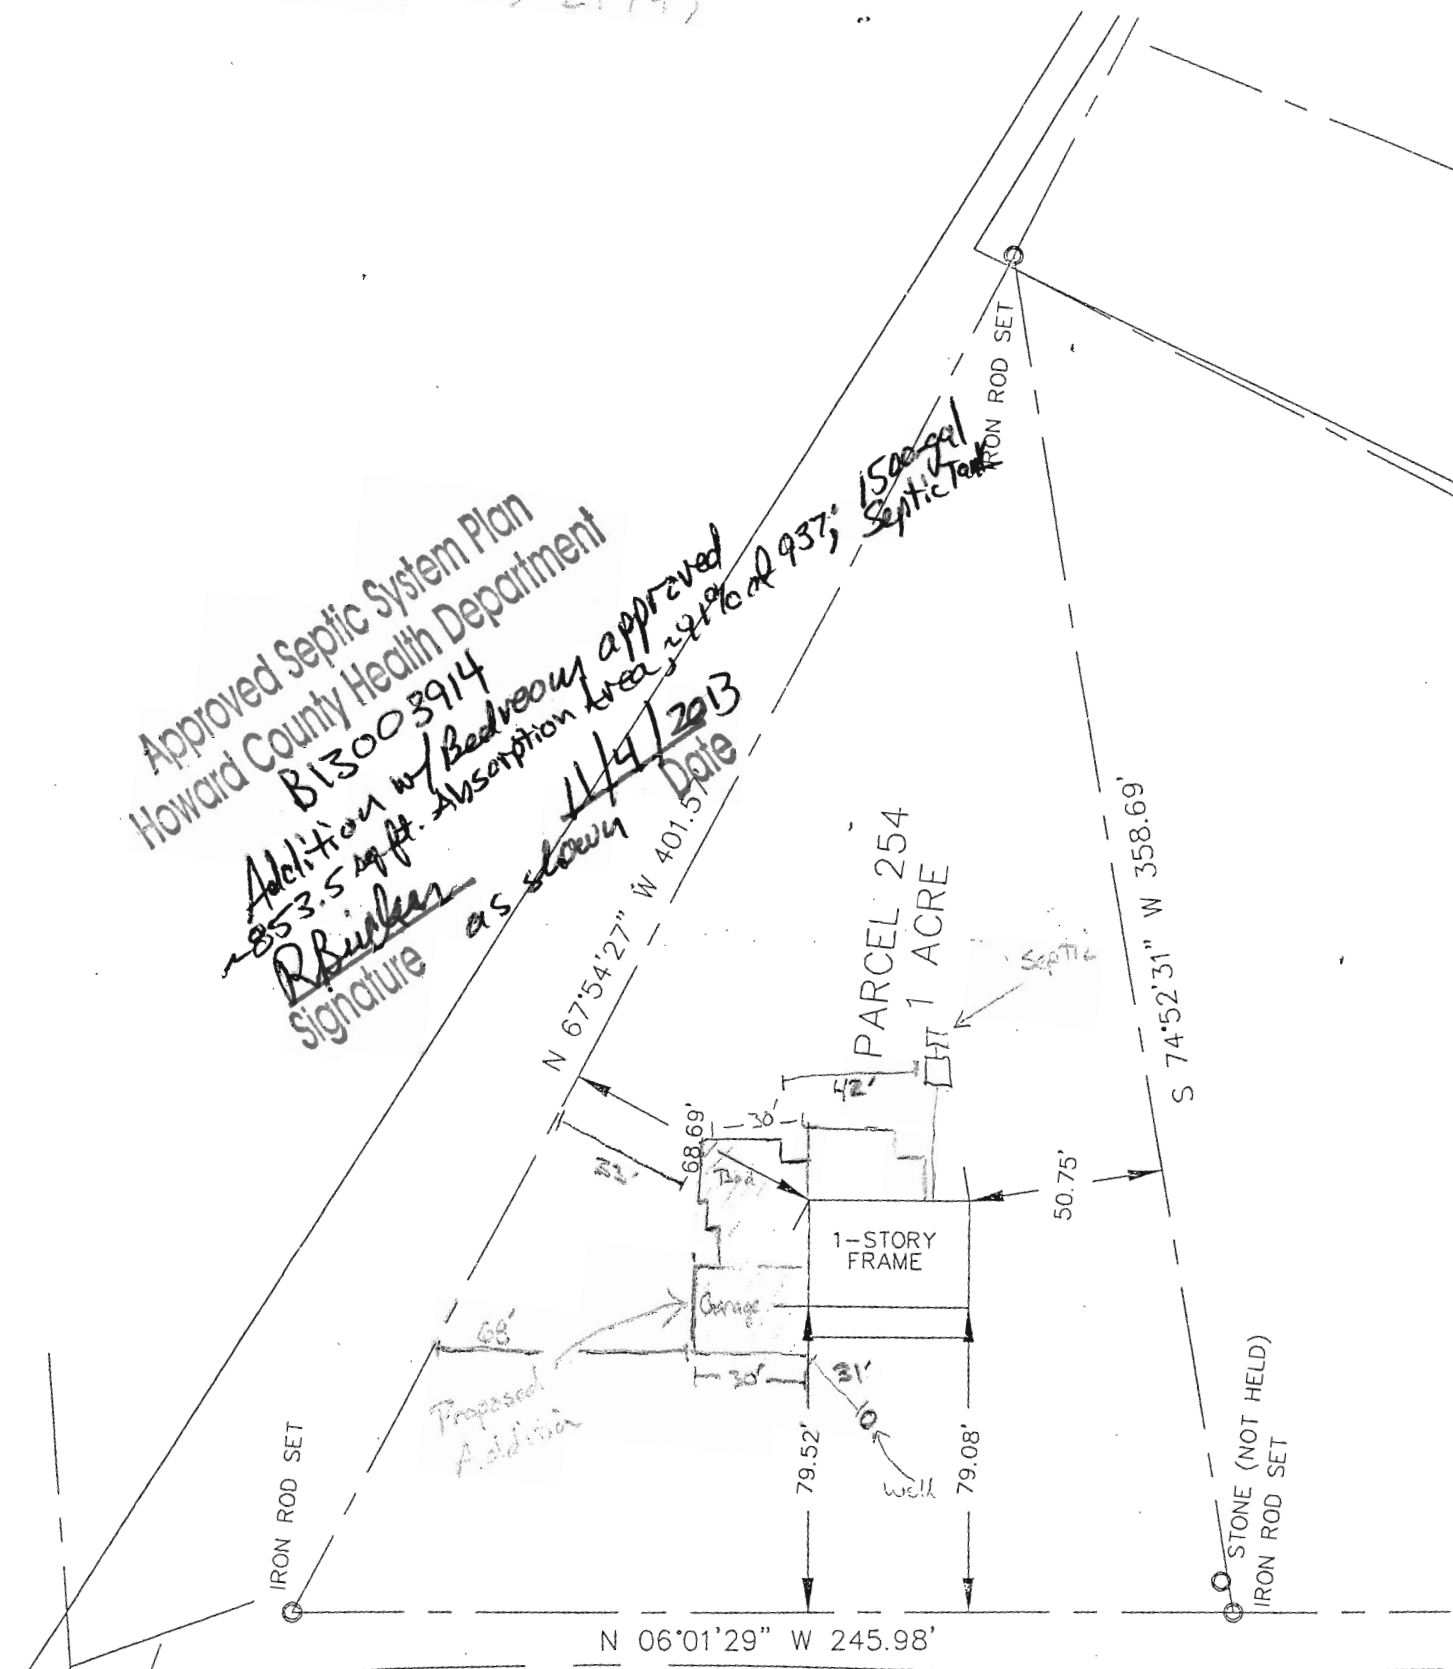 Approved Septic System Plan
Howard County Health Department
B13003914
Addition w/ Bedroom approved
~853.5 sq ft. Absorption Area, ~91% of 937; 1500-gal
Septic Tank
as shown
11/4/2013
Signature
Date
IRON ROD SET
N 67°54'27" W 401.57'
PARCEL 254
1 ACRE
S 74°52'31" W 358.69'
Septic
42'
68.69'
30'
Bed
50.75'
1-STORY
FRAME
Garage
68'
Proposed
Addition
30'
31'
Well
79.52'
79.08'
IRON ROD SET
STONE (NOT HELD)
IRON ROD SET
N 06°01'29" W 245.98'